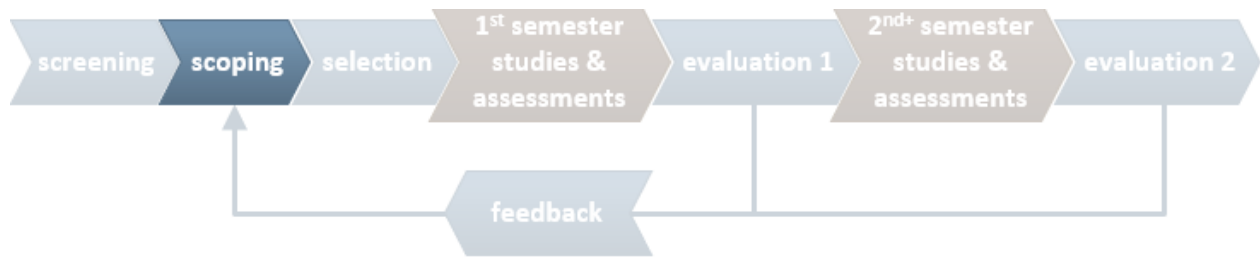 screening
scoping
selection
1st semester
studies &
assessments
evaluation 1
2nd+ semester
studies &
assessments
evaluation 2
feedback